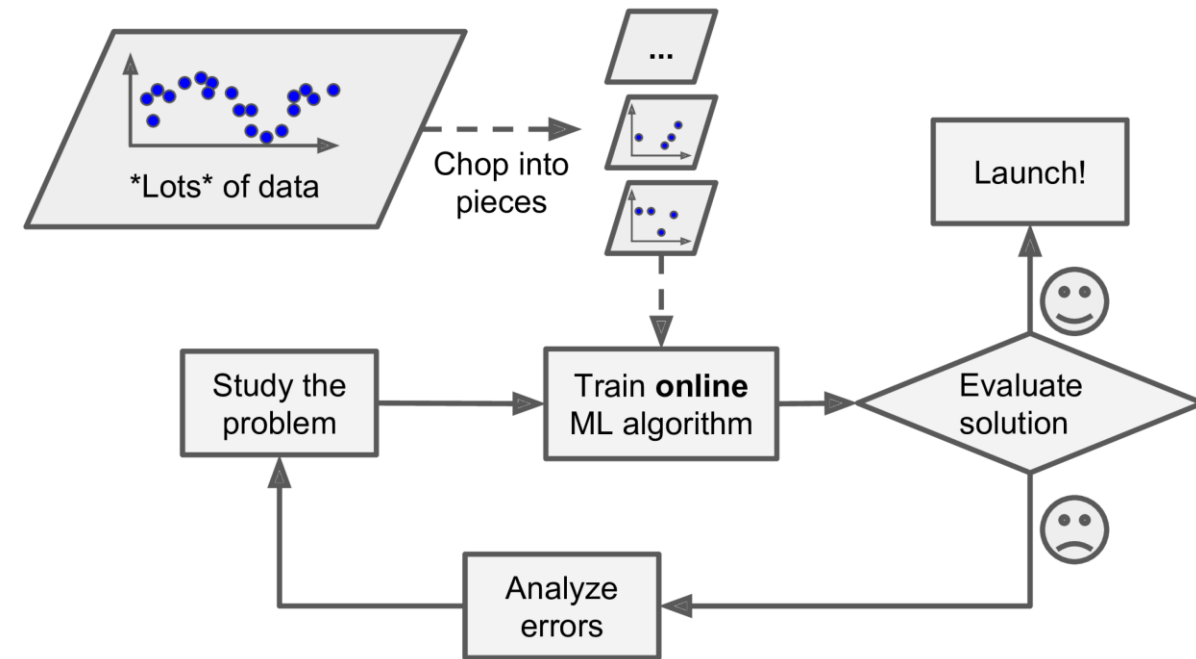 ...
*Lots* of data
Chop into
pieces
Launch!
Study the
problem
Train online
ML algorithm
Evaluate
solution
Analyze
errors